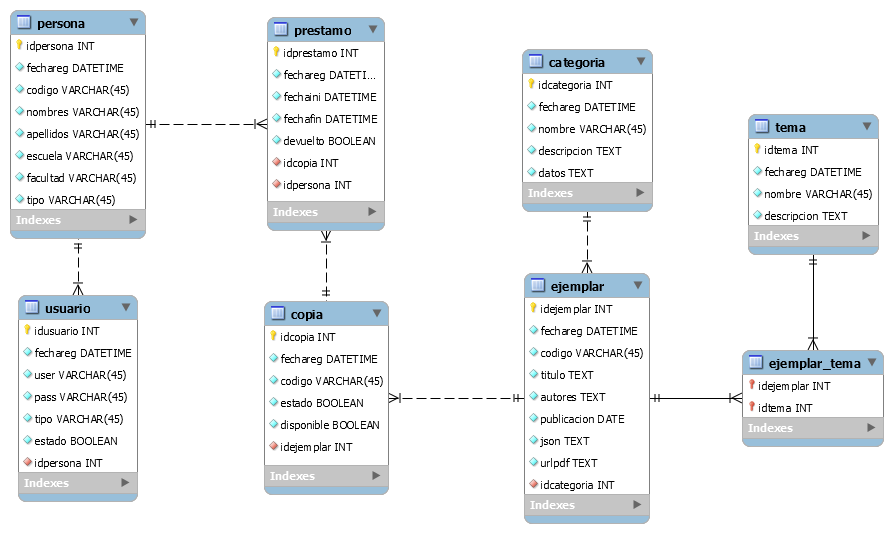 persona
idpersona INT
fechareg DATETIME
codigo VARCHAR(45)
nombres VARCHAR(45)
apellidos VARCHAR(45)
escuela VARCHAR(45)
facultad VARCHAR(45)
tipo VARCHAR(45)
Indexes
prestamo
idprestamo INT
fechareg DATETI...
fechaini DATETIME
fechafin DATETIME
devuelto BOOLEAN
idcopia INT
idpersona INT
Indexes
categoria
idcategoria INT
fechareg DATETIME
nombre VARCHAR(45)
descripcion TEXT
datos TEXT
Indexes
tema
idtema INT
fechareg DATETIME
nombre VARCHAR(45)
descripcion TEXT
Indexes
usuario
idusuario INT
fechareg DATETIME
user VARCHAR(45)
pass VARCHAR(45)
tipo VARCHAR(45)
estado BOOLEAN
idpersona INT
Indexes
copia
idcopia INT
fechareg DATETIME
codigo VARCHAR(45)
estado BOOLEAN
disponible BOOLEAN
idejemplar INT
Indexes
ejemplar
idejemplar INT
fechareg DATETIME
codigo VARCHAR(45)
titulo TEXT
autores TEXT
publicacion DATE
json TEXT
urlpdf TEXT
idcategoria INT
Indexes
ejemplar_tema
idejemplar INT
idtema INT
Indexes